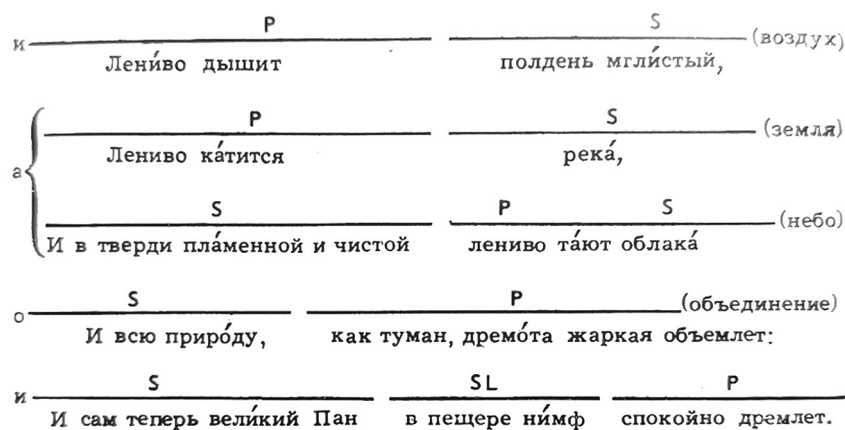 P S
и (воздух)
Лени́во дышит полдень мгли́стый,
P S
(земля)
Лениво ка́тится река́,
а
S P S
(небо)
И в тверди пла́менной и чистой лениво та́ют облака́
S P
о (объединение)
И всю приро́ду, как туман, дремо́та жаркая объемлет:
S SL P
и
И сам теперь вели́кий Пан в пещере ни́мф спокойно дремлет.